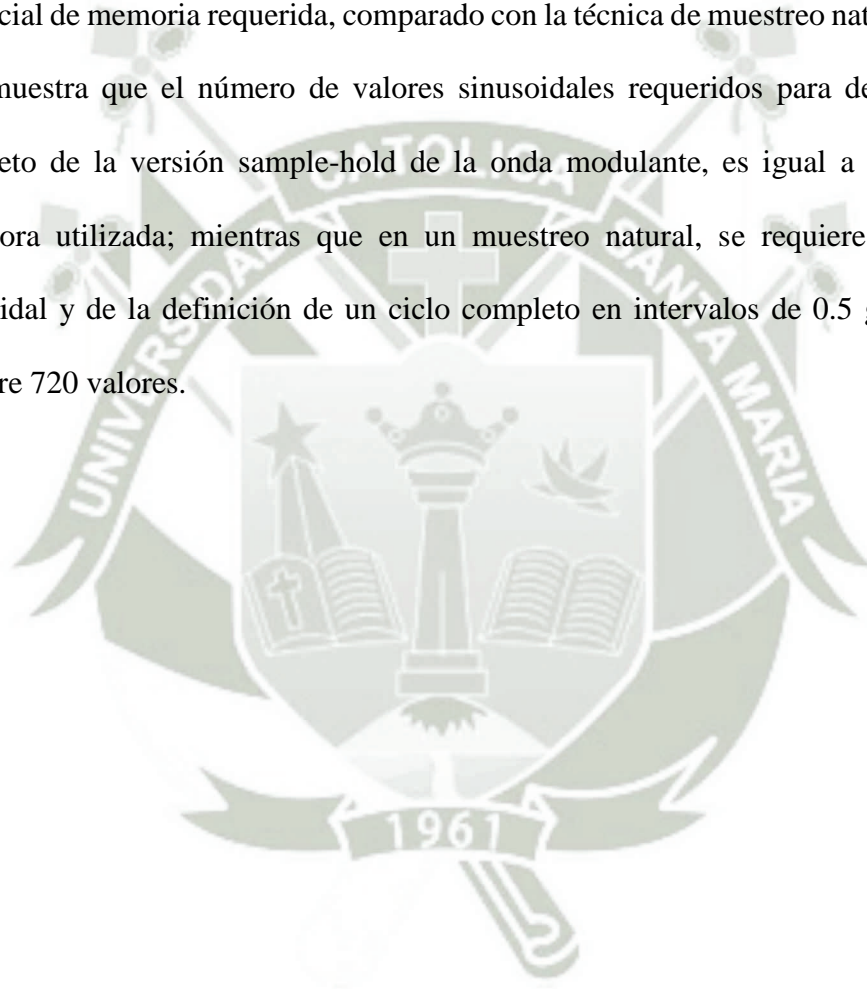 cial de memoria requerida, comparado con la técnica de muestreo nat
muestra que el número de valores sinusoidales requeridos para de
eto de la versión sample-hold de la onda modulante, es igual a
ora utilizada; mientras que en un muestreo natural, se requiere
idal y de la definición de un ciclo completo en intervalos de 0.5
re 720 valores.
UNIVERSIDAD CATOLICA SANTA MARIA
1961